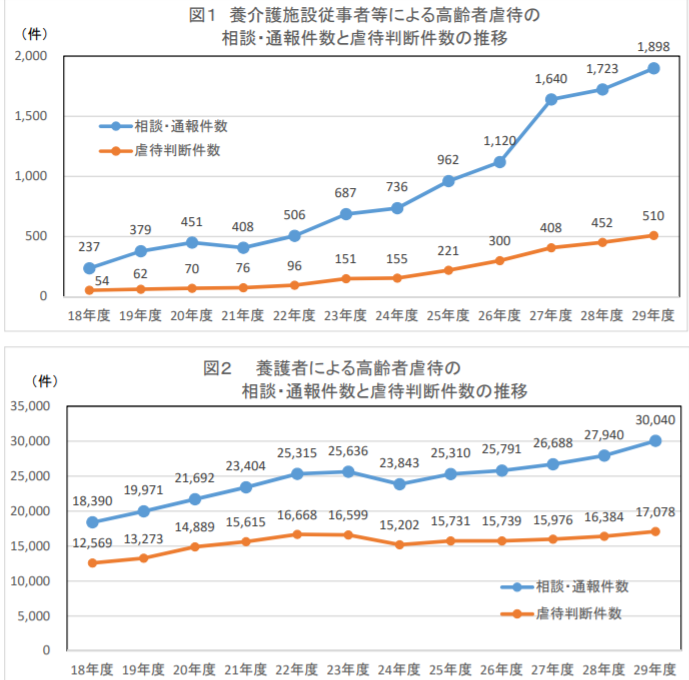 図1 養介護施設従事者等による高齢者虐待の
相談・通報件数と虐待判断件数の推移
(件)
2,000
1,500
1,000
500
0
相談・通報件数
虐待判断件数
237 379 451 408 506 687 736 962 1,120 1,640 1,723 1,898
54 62 70 76 96 151 155 221 300 408 452 510
18年度 19年度 20年度 21年度 22年度 23年度 24年度 25年度 26年度 27年度 28年度 29年度
図2 養護者による高齢者虐待の
相談・通報件数と虐待判断件数の推移
(件)
35,000
30,000
25,000
20,000
15,000
10,000
5,000
0
18,390 19,971 21,692 23,404 25,315 25,636 23,843 25,310 25,791 26,688 27,940 30,040
12,569 13,273 14,889 15,615 16,668 16,599 15,202 15,731 15,739 15,976 16,384 17,078
相談・通報件数
虐待判断件数
18年度 19年度 20年度 21年度 22年度 23年度 24年度 25年度 26年度 27年度 28年度 29年度